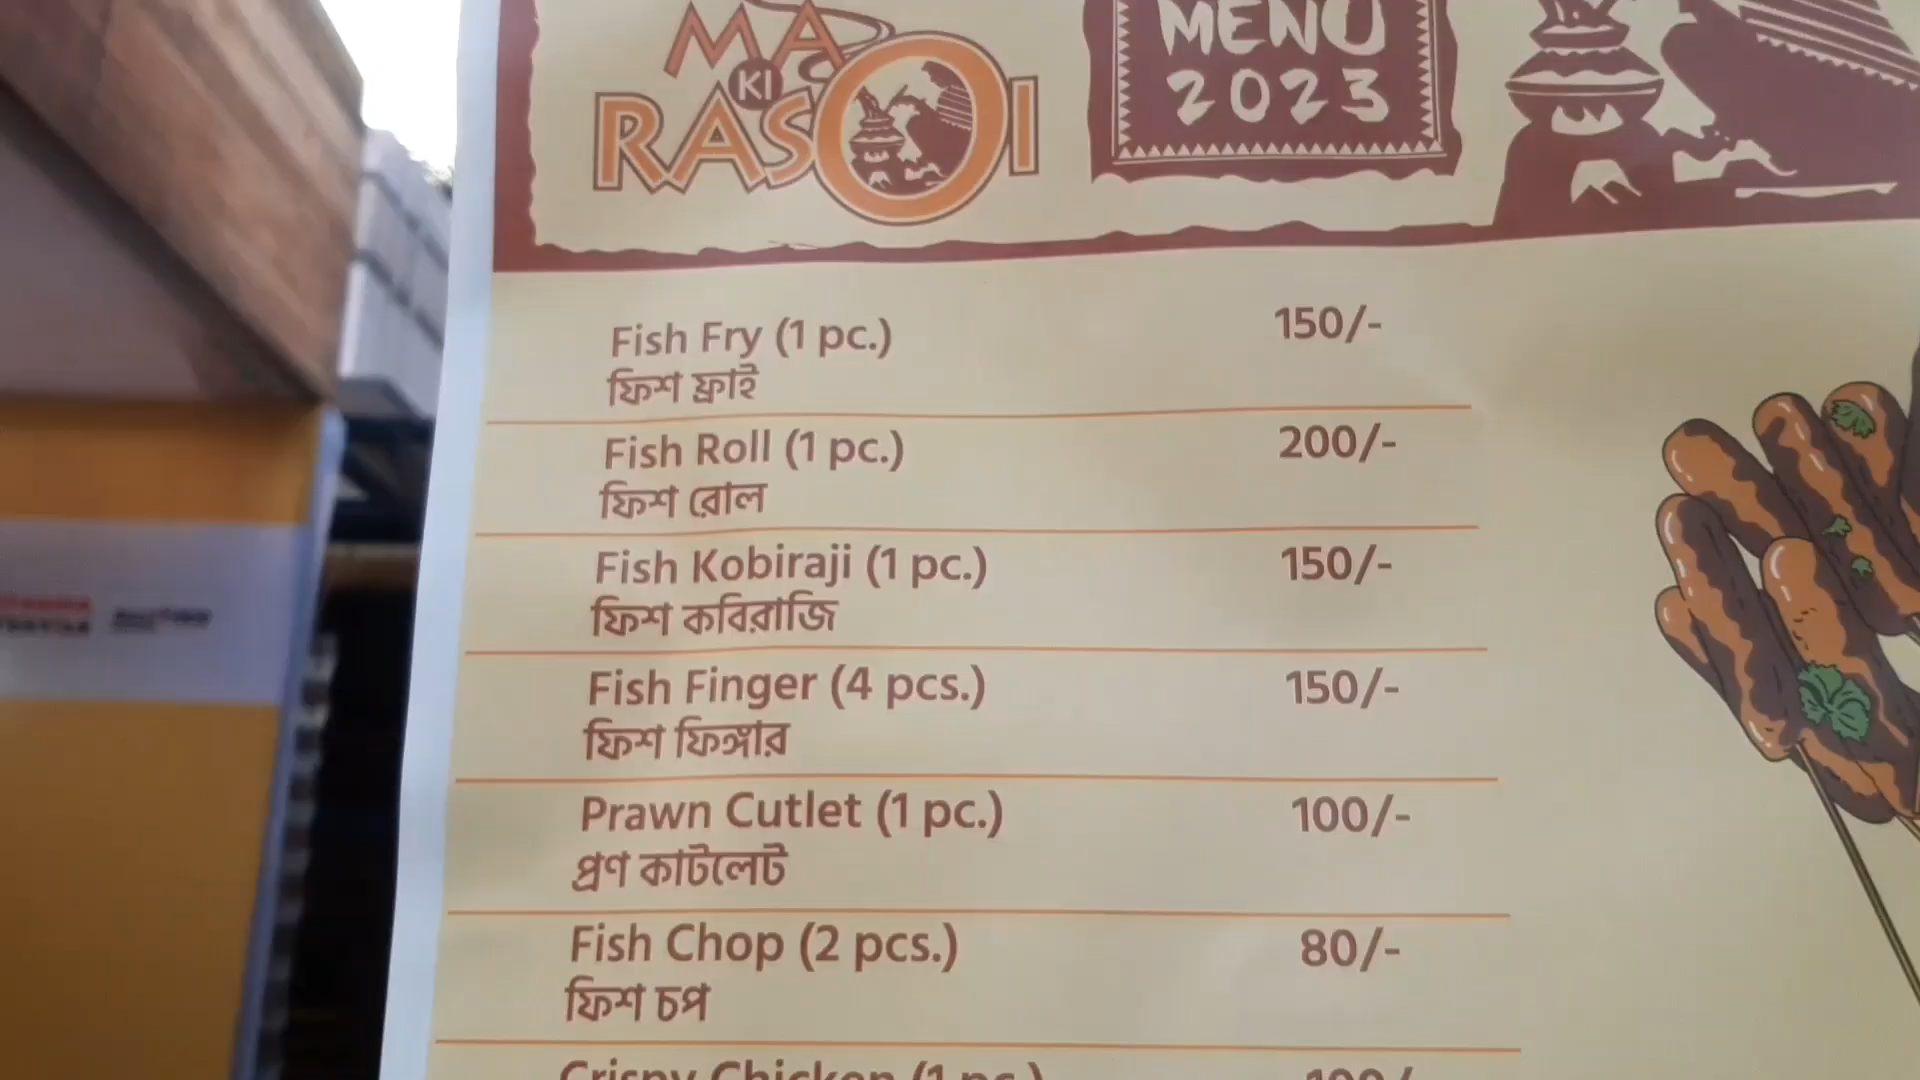 MA
KI
RASOI
MENU
2023
Fish Fry (1 pc.) 150/-
ফিশ ফ্রাই
Fish Roll (1 pc.) 200/-
ফিশ রোল
Fish Kobiraji (1 pc.) 150/-
ফিশ কবিরাজি
Fish Finger (4 pcs.) 150/-
ফিশ ফিঙ্গার
Prawn Cutlet (1 pc.) 100/-
প্রণ কাটলেট
Fish Chop (2 pcs.) 80/-
ফিশ চপ
Crispy Chicken (1 pc.)